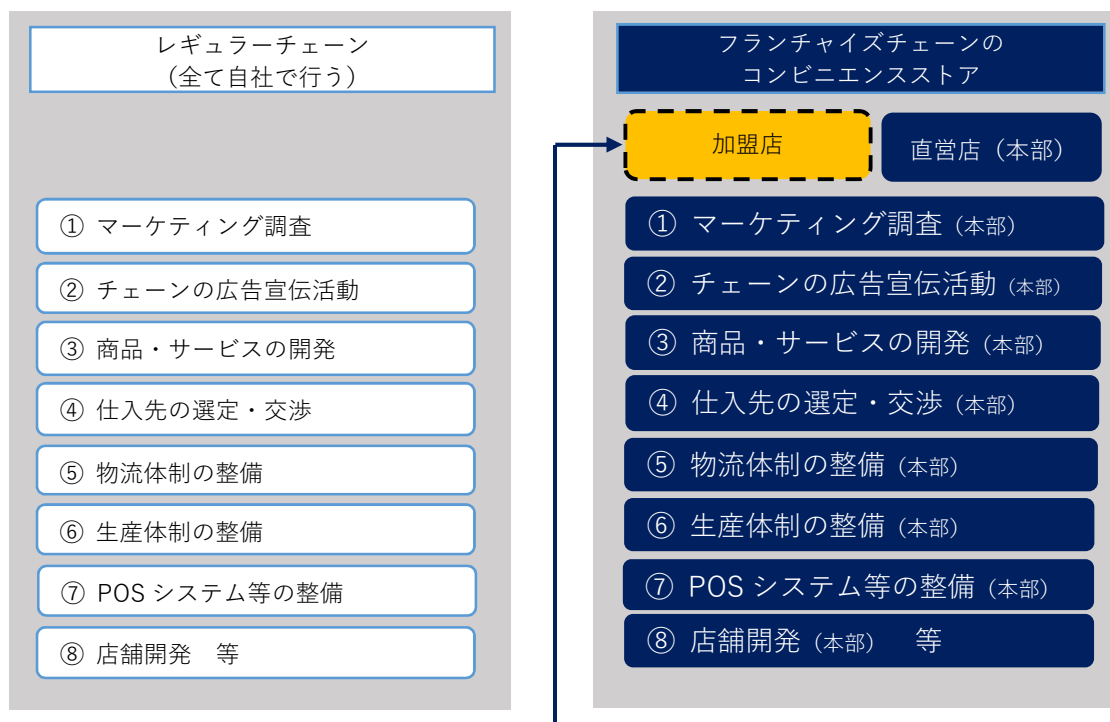 レギュラーチェーン
(全て自社で行う)
① マーケティング調査
② チェーンの広告宣伝活動
③ 商品・サービスの開発
④ 仕入先の選定・交渉
⑤ 物流体制の整備
⑥ 生産体制の整備
⑦ POS システム等の整備
⑧ 店舗開発　等
フランチャイズチェーンの
コンビニエンスストア
加盟店
直営店（本部）
① マーケティング調査（本部）
② チェーンの広告宣伝活動（本部）
③ 商品・サービスの開発（本部）
④ 仕入先の選定・交渉（本部）
⑤ 物流体制の整備（本部）
⑥ 生産体制の整備（本部）
⑦ POS システム等の整備（本部）
⑧ 店舗開発（本部）　等